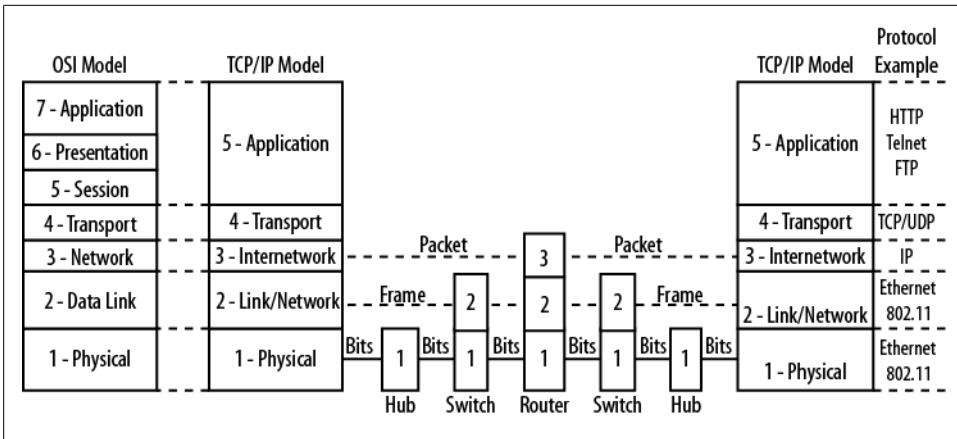 Protocol
OSI Model TCP/IP Model TCP/IP Model Example
7 - Application
6 - Presentation
5 - Session
4 - Transport
3 - Network
2 - Data Link
1 - Physical
5 - Application
4 - Transport
3 - Internetwork
2 - Link/Network
1 - Physical
Packet 3 Packet
Frame 2 2 2 Frame
Bits 1 Bits 1 Bits 1 Bits 1 Bits 1 Bits
Hub Switch Router Switch Hub
5 - Application
4 - Transport
3 - Internetwork
2 - Link/Network
1 - Physical
HTTP
Telnet
FTP
TCP/UDP
IP
Ethernet
802.11
Ethernet
802.11